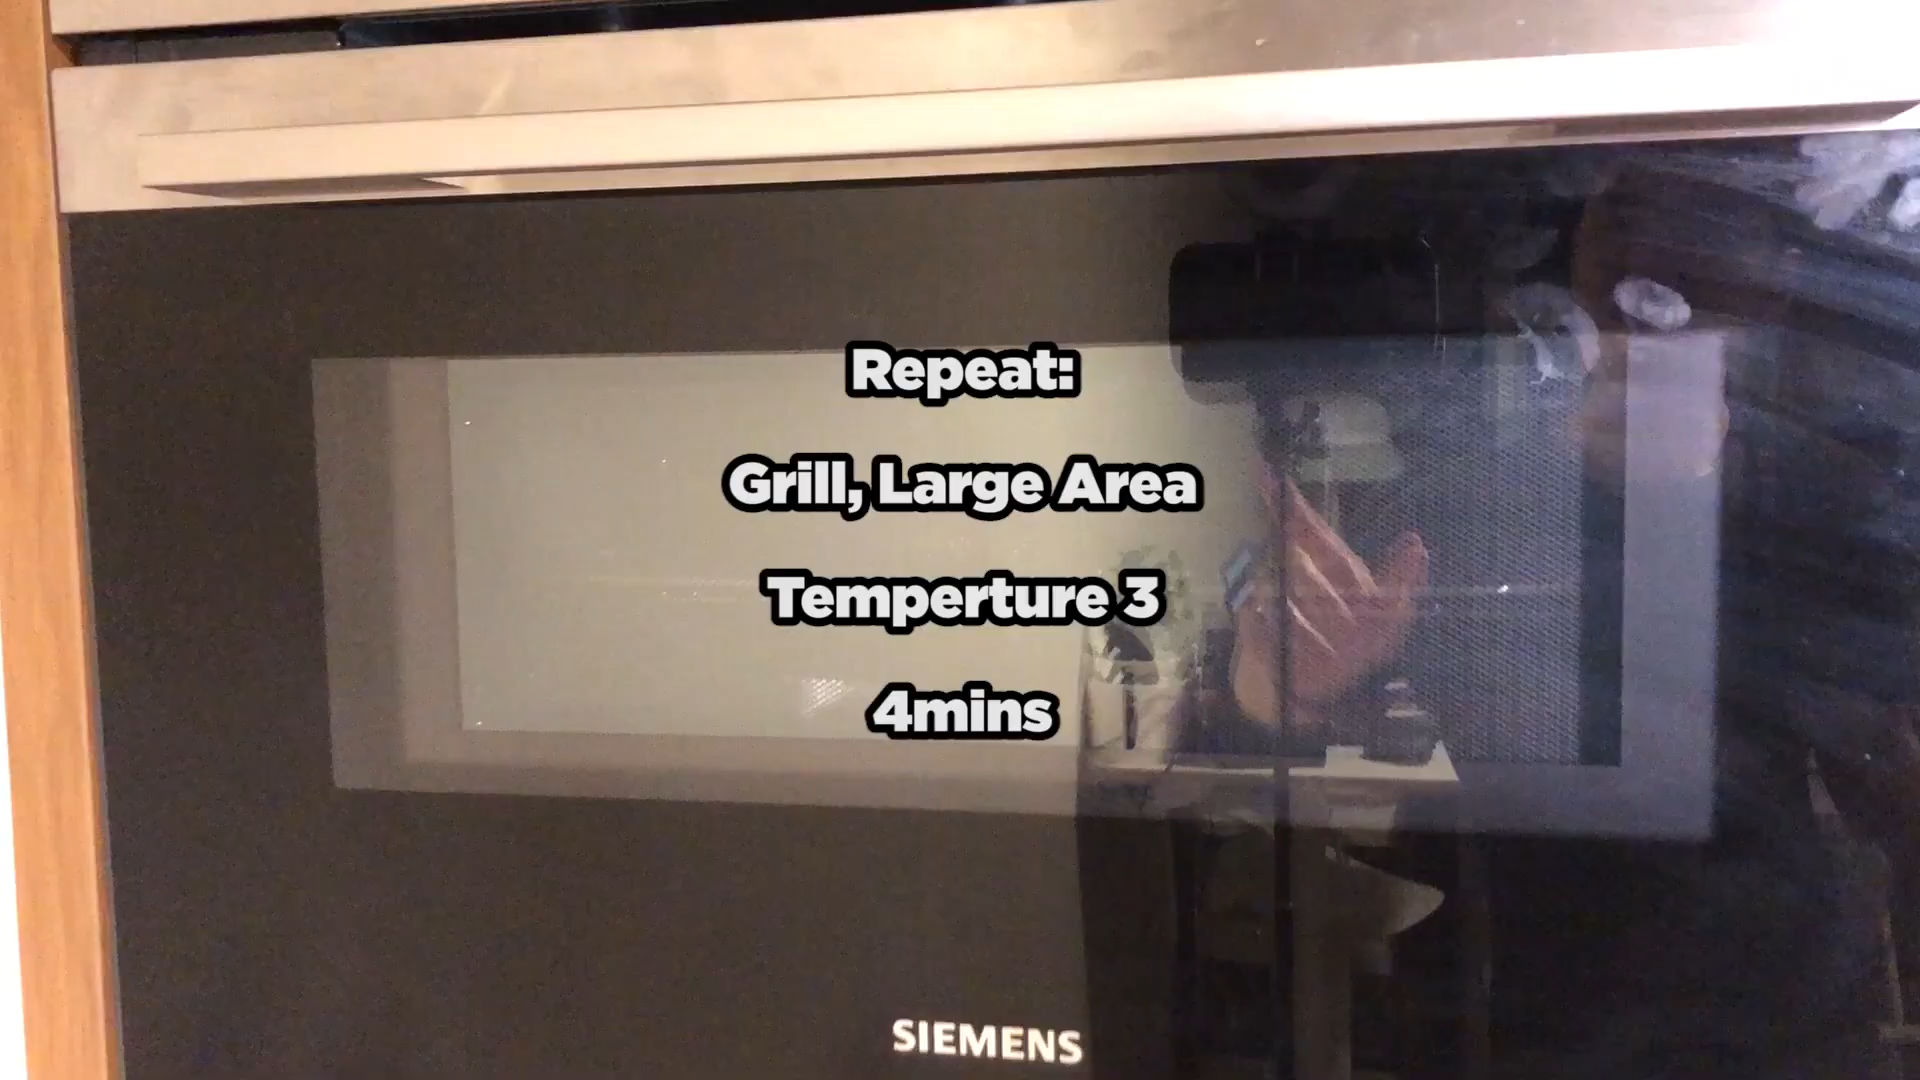 Repeat:
Grill, Large Area
Temperture 3
4mins
SIEMENS